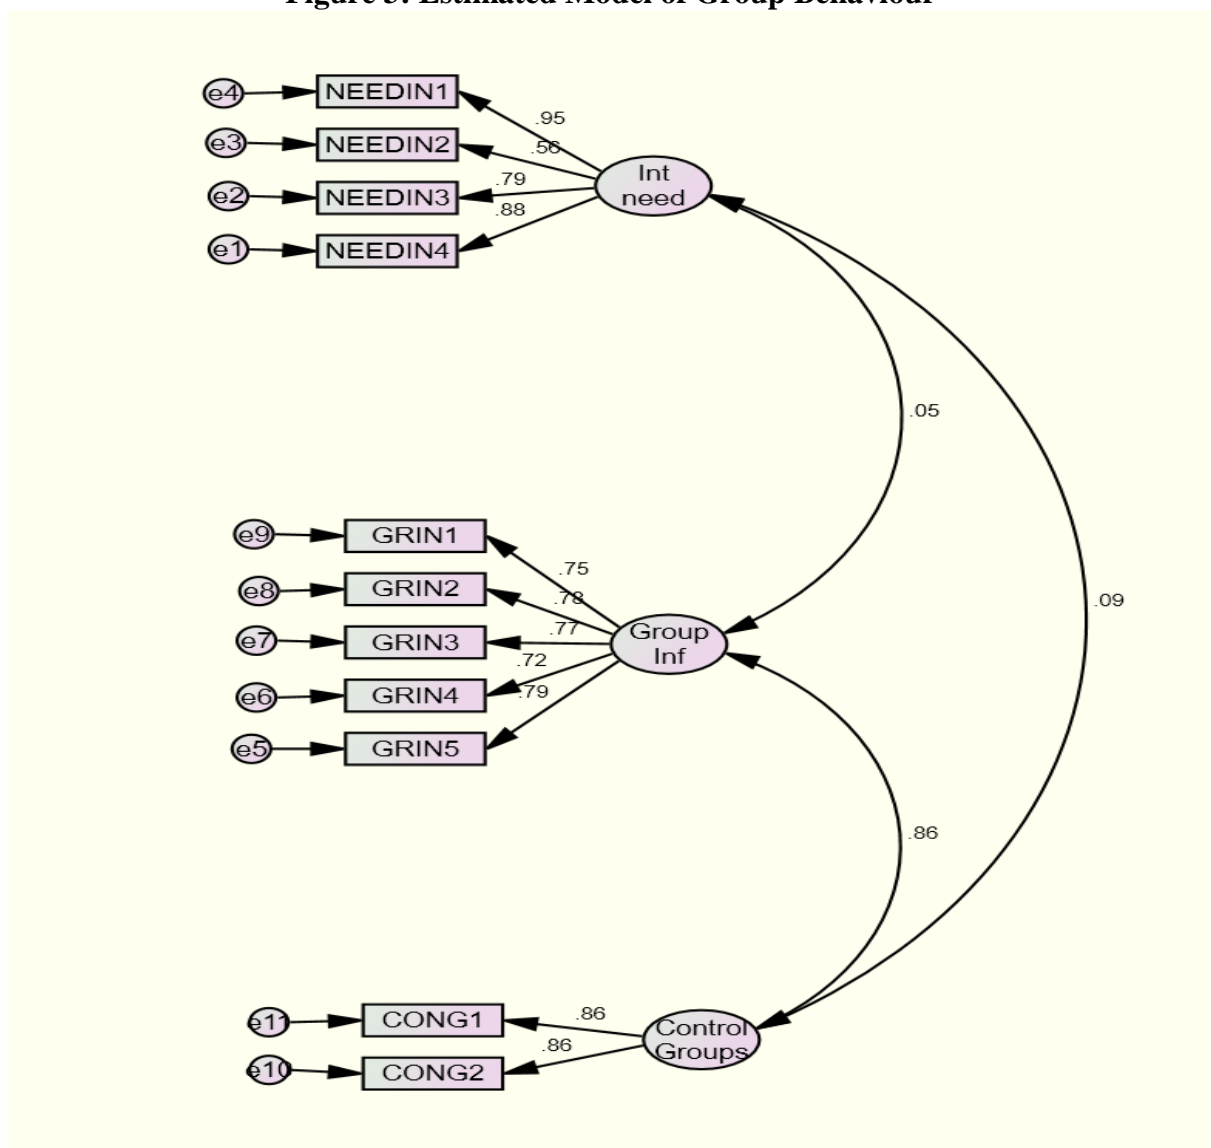 Figure 5: Estimated Model of Group Behaviour
e4 NEEDIN1
.95
e3 NEEDIN2
.56
e2 NEEDIN3
.79
e1 NEEDIN4
.88
Int
need
.05
.09
e9 GRIN1
.75
e8 GRIN2
.78
e7 GRIN3
.77
e6 GRIN4
.72
e5 GRIN5
.79
Group
Inf
.86
e11 CONG1
.86
e10 CONG2
.86
Control
Groups